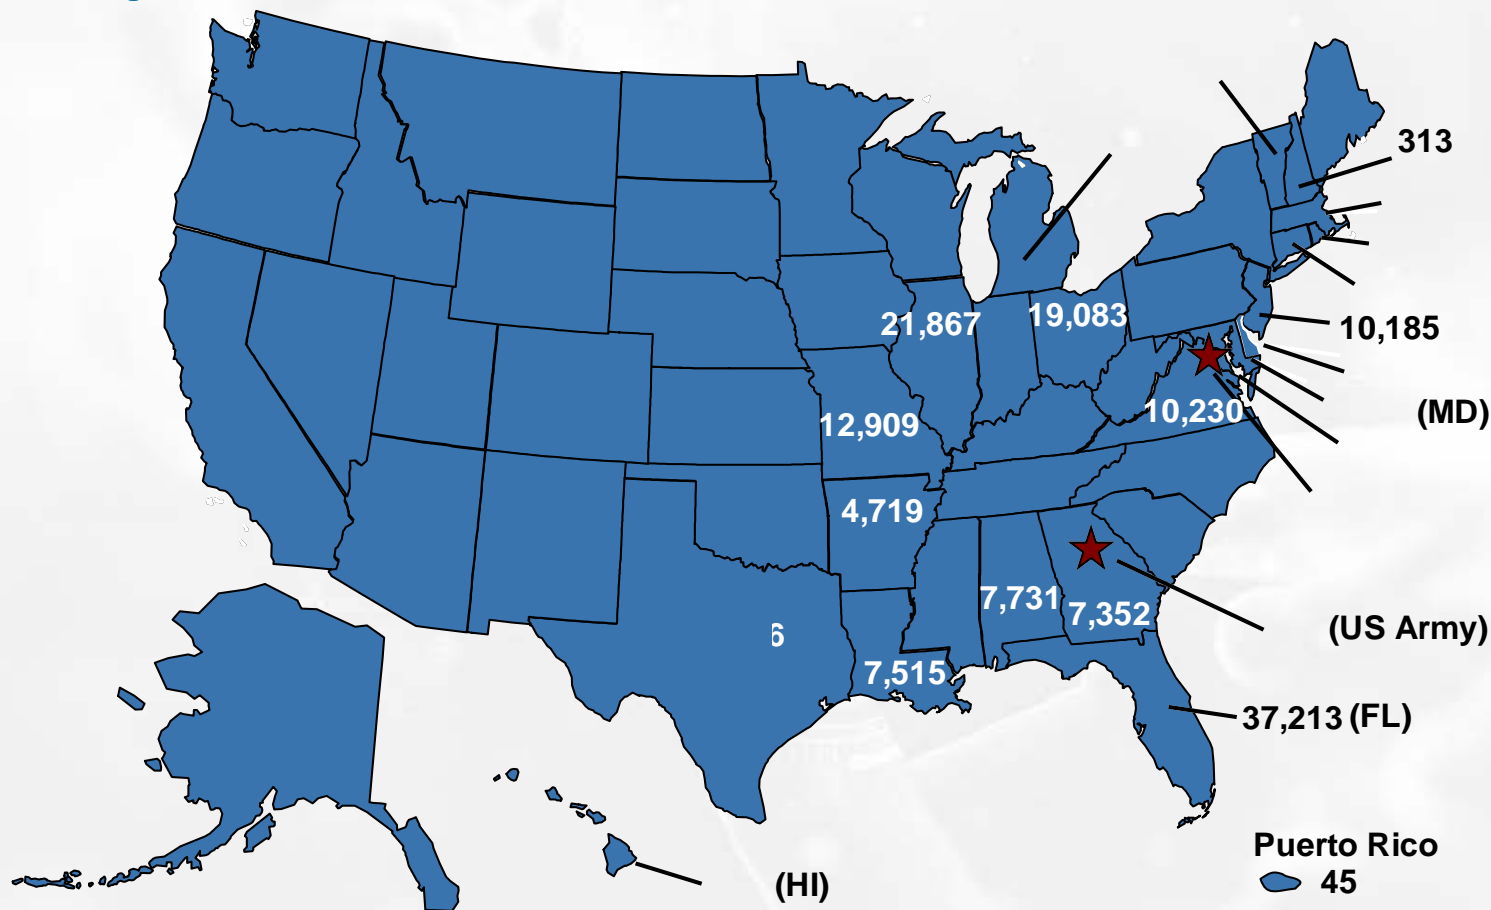 313
21,867
19,083
10,185
12,909
10,230
(MD)
4,719
7,731
7,352
6
(US Army)
7,515
37,213 (FL)
Puerto Rico
45
(HI)